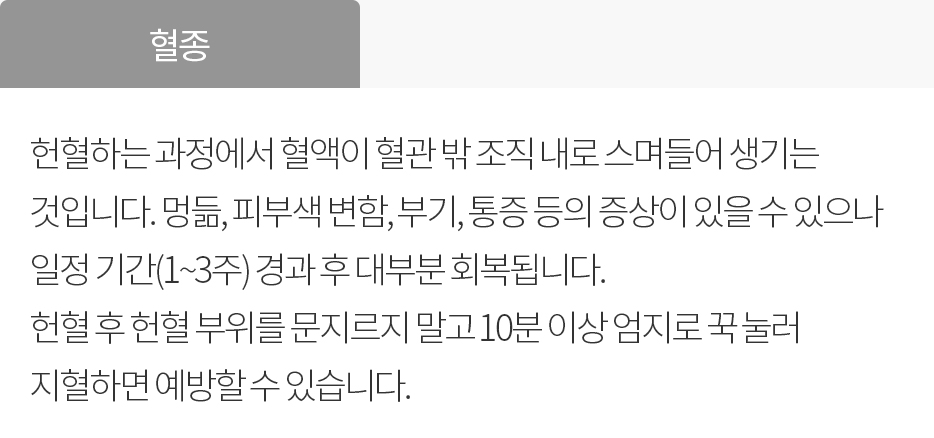 혈종
헌혈하는 과정에서 혈액이 혈관 밖 조직 내로 스며들어 생기는
것입니다. 멍듦, 피부색 변함, 부기, 통증 등의 증상이 있을 수 있으나
일정 기간(1~3주) 경과 후 대부분 회복됩니다.
헌혈 후 헌혈 부위를 문지르지 말고 10분 이상 엄지로 꾹 눌러
지혈하면 예방할 수 있습니다.